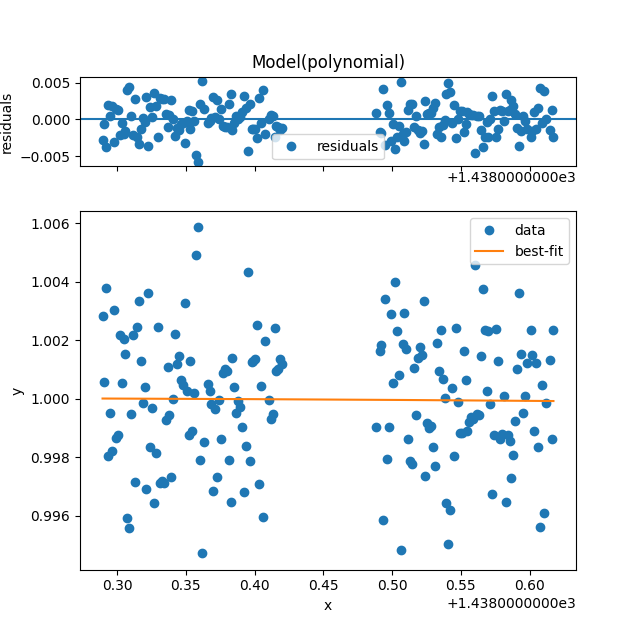 Model(polynomial)
residuals
0.005
0.000
−0.005
residuals
+1.4380000000e3
y
1.006
1.004
1.002
1.000
0.998
0.996
data
best-fit
0.30 0.35 0.40 0.45 0.50 0.55 0.60
x
+1.4380000000e3